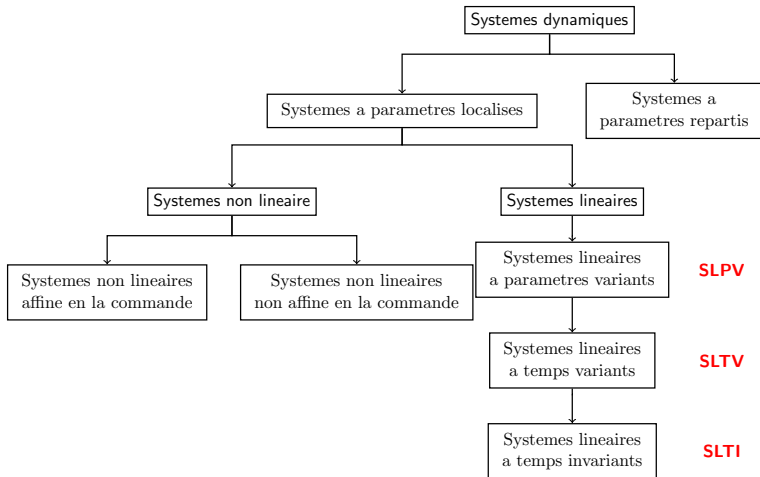 Systemes dynamiques
Systemes a parametres localises
Systemes a
parametres repartis
Systemes non lineaire
Systemes lineaires
Systemes non lineaires
affine en la commande
Systemes non lineaires
non affine en la commande
Systemes lineaires
a parametres variants
SLPV
Systemes lineaires
a temps variants
SLTV
Systemes lineaires
a temps invariants
SLTI